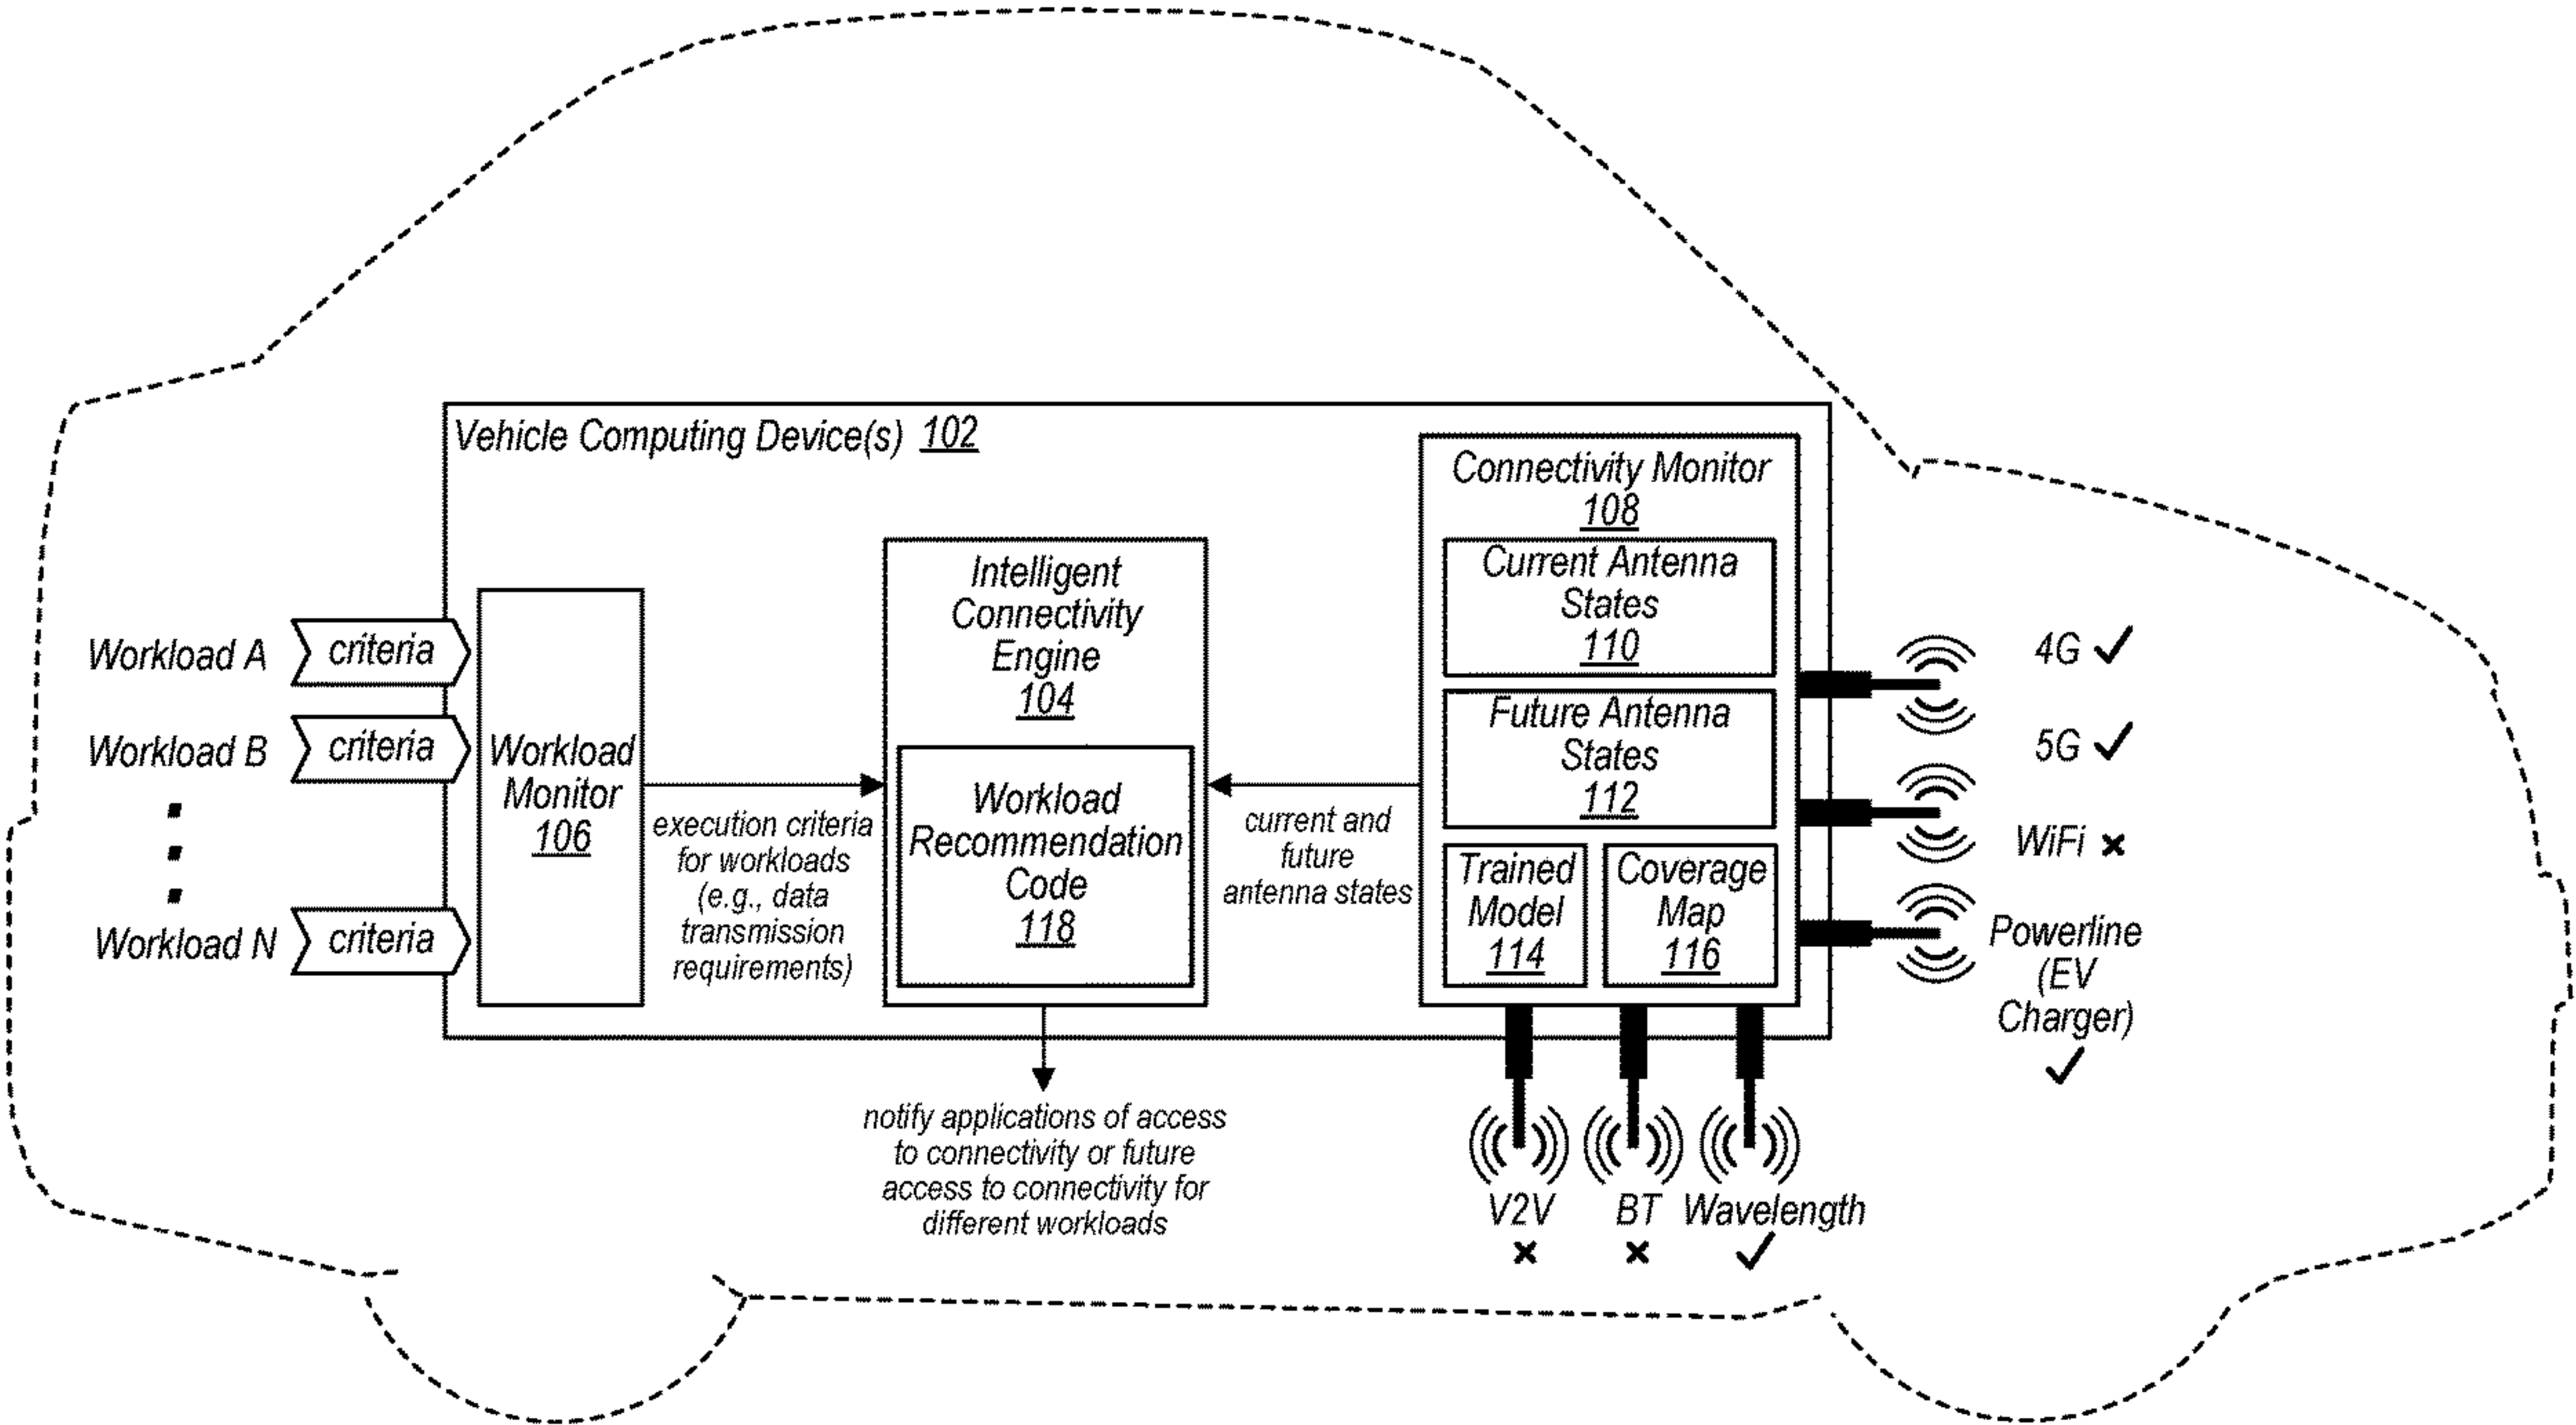 Vehicle Computing Device(s) 102
Workload A
criteria
Workload B
criteria
Workload N
criteria
Workload
Monitor
106
execution criteria
for workloads
(e.g., data
transmission
requirements)
Intelligent
Connectivity
Engine
104
Workload
Recommendation
Code
118
notify applications of access
to connectivity or future
access to connectivity for
different workloads
current and
future
antenna states
Connectivity Monitor
108
Current Antenna
States
110
Future Antenna
States
112
Trained
Model
114
Coverage
Map
116
4G ✓
5G ✓
WiFi ×
Powerline
(EV
Charger)
✓
V2V
×
BT
×
Wavelength
✓